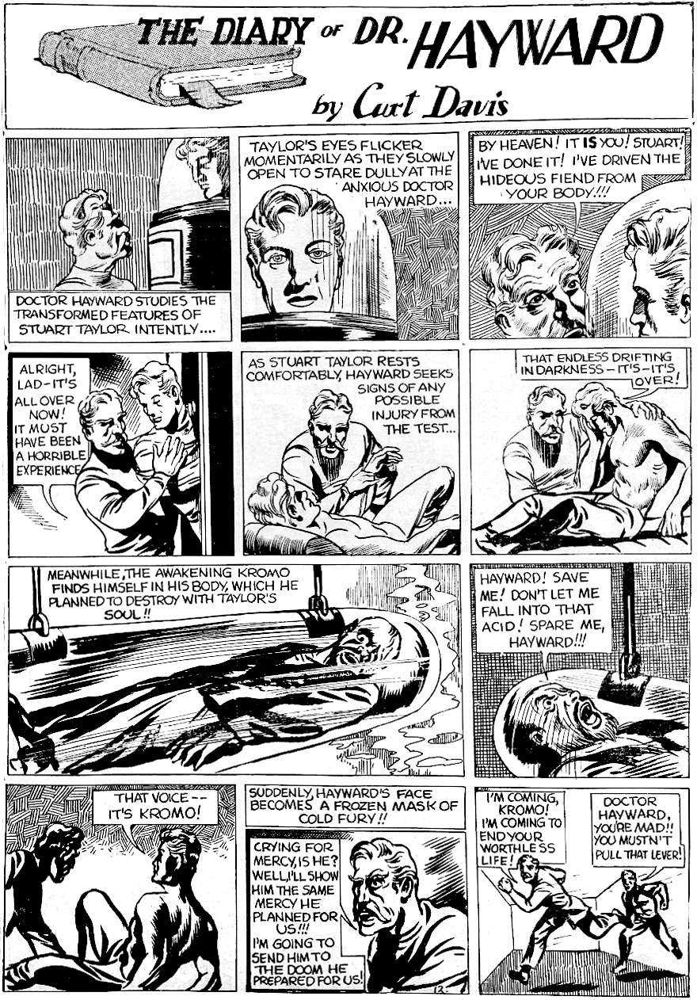 THE DIARY OF DR. HAYWARD
by Curt Davis
DOCTOR HAYWARD STUDIES THE
TRANSFORMED FEATURES OF
STUART TAYLOR INTENTLY....
TAYLOR'S EYES FLICKER
MOMENTARILY AS THEY SLOWLY
OPEN TO STARE DULLY AT THE
ANXIOUS DOCTOR
HAYWARD...
BY HEAVEN! IT IS YOU! STUART!
I'VE DONE IT! I'VE DRIVEN THE
HIDEOUS FIEND FROM
YOUR BODY!!!
ALRIGHT,
LAD-IT'S
ALL OVER
NOW!
IT MUST
HAVE BEEN
A HORRIBLE
EXPERIENCE
AS STUART TAYLOR RESTS
COMFORTABLY, HAYWARD SEEKS
SIGNS OF ANY
POSSIBLE
INJURY FROM
THE TEST...
THAT ENDLESS DRIFTING
IN DARKNESS-IT'S-IT'S
OVER!
MEANWHILE, THE AWAKENING KROMO
FINDS HIMSELF IN HIS BODY, WHICH HE
PLANNED TO DESTROY WITH TAYLOR'S
SOUL!!
HAYWARD! SAVE
ME! DON'T LET ME
FALL INTO THAT
ACID! SPARE ME,
HAYWARD!!!
THAT VOICE--
IT'S KROMO!
SUDDENLY, HAYWARD'S FACE
BECOMES A FROZEN MASK OF
COLD FURY!!
CRYING FOR
MERCY, IS HE?
WELL, I'LL SHOW
HIM THE SAME
MERCY HE
PLANNED FOR
US!!!
I'M GOING TO
SEND HIM TO
THE DOOM HE
PREPARED FOR US!
12.
I'M COMING,
KROMO!
I'M COMING TO
END YOUR
WORTHLESS
LIFE!
DOCTOR
HAYWARD,
YOU'RE MAD!!
YOU MUSTN'T
PULL THAT LEVER!